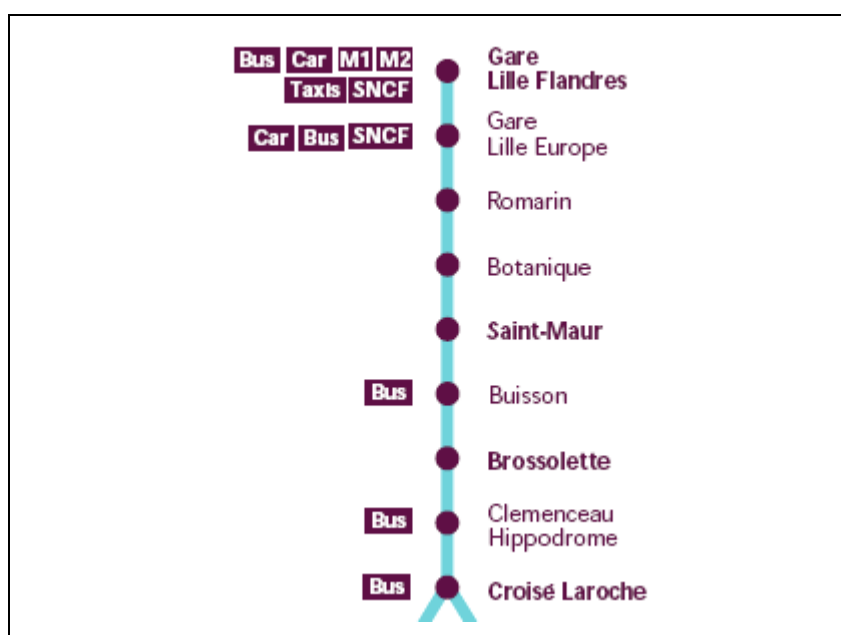 Bus Car M1 M2 Gare
Taxis SNCF Lille Flandres
Car Bus SNCF Gare
Lille Europe
Romarin
Botanique
Saint-Maur
Bus Buisson
Brossolette
Bus Clemenceau
Hippodrome
Bus Croisé Laroche